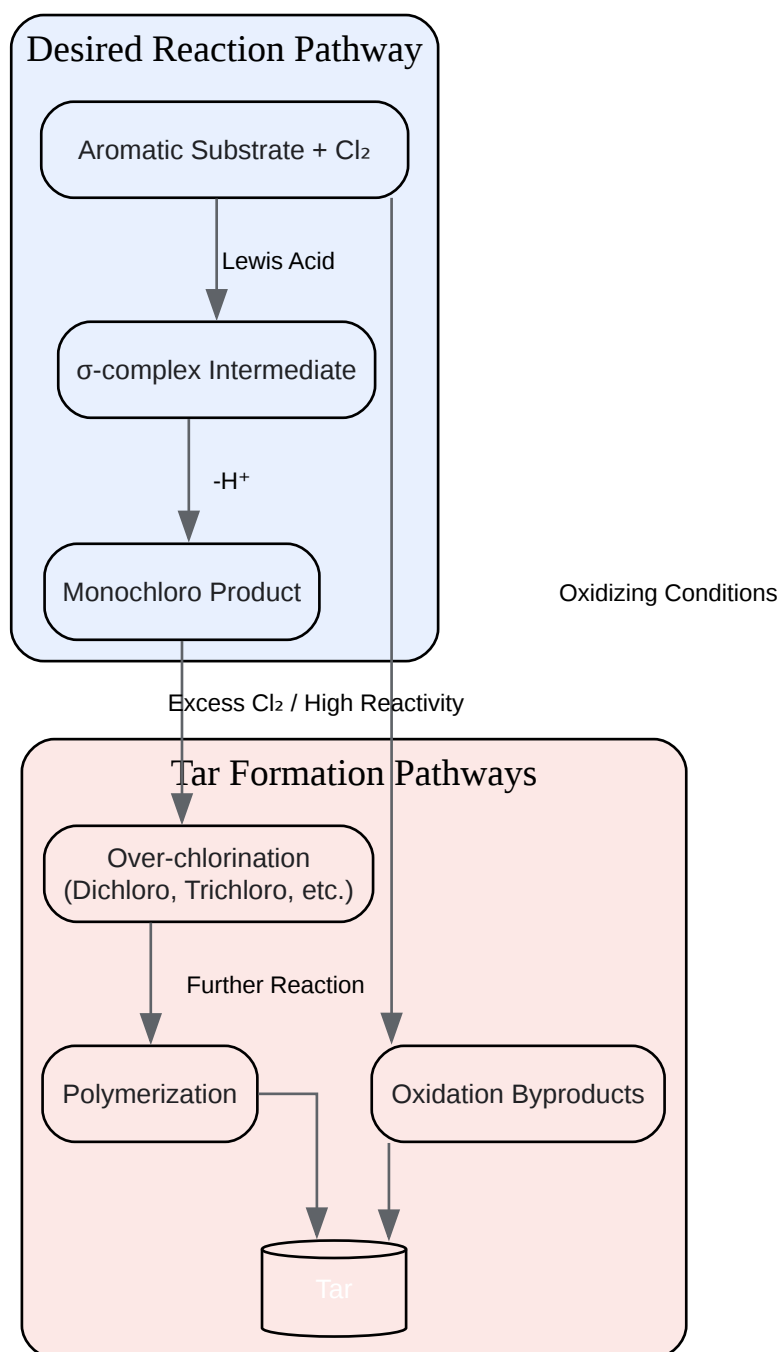 Desired Reaction Pathway
Aromatic Substrate + Cl₂
Lewis Acid
σ-complex Intermediate
-H⁺
Monochloro Product
Oxidizing Conditions
Excess Cl₂ / High Reactivity
Tar Formation Pathways
Over-chlorination
(Dichloro, Trichloro, etc.)
Further Reaction
Polymerization
Oxidation Byproducts
Tar